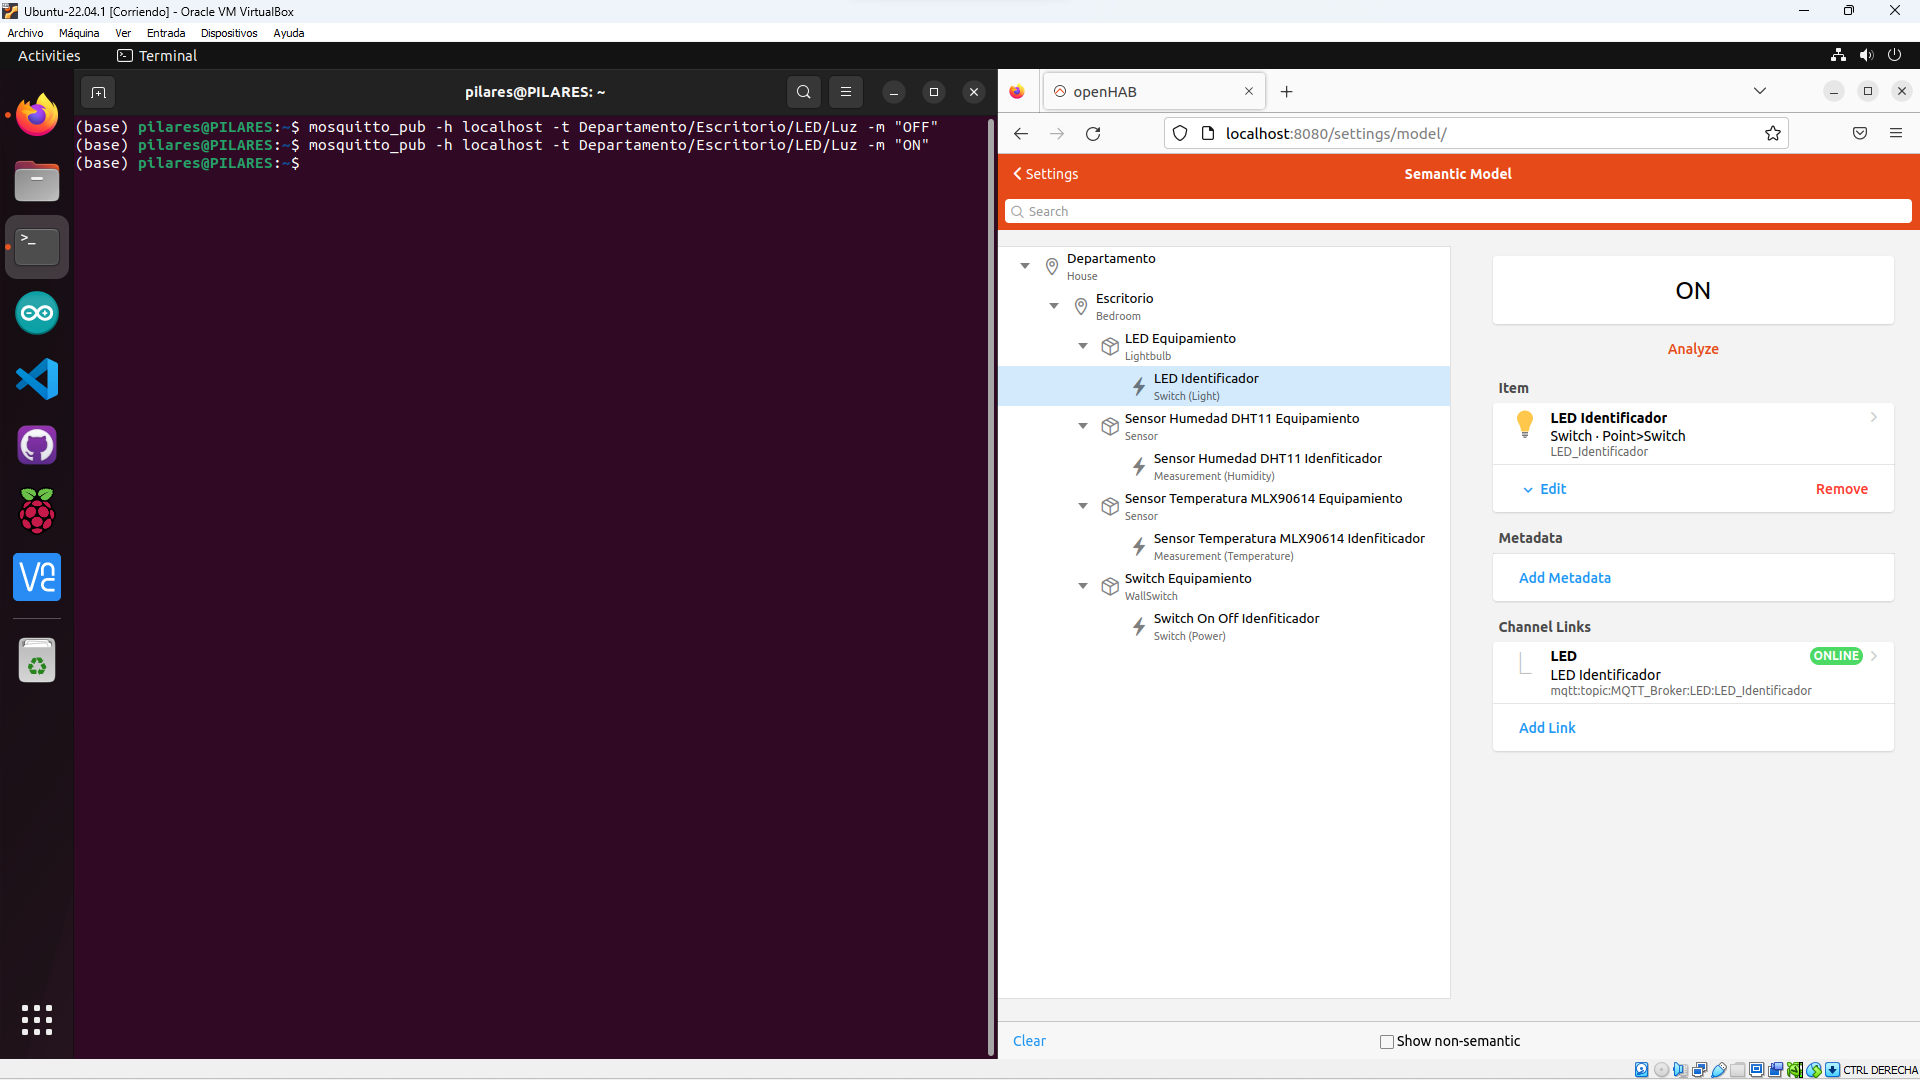 Ubuntu-22.04.1 [Corriendo] - Oracle VM VirtualBox
Archivo Máquina Ver Entrada Dispositivos Ayuda
Activities Terminal
pilares@PILARES: ~
(base) pilares@PILARES:~$ mosquitto_pub -h localhost -t Departamento/Escritorio/LED/Luz -m "OFF"
(base) pilares@PILARES:~$ mosquitto_pub -h localhost -t Departamento/Escritorio/LED/Luz -m "ON"
(base) pilares@PILARES:~$
openHAB
localhost:8080/settings/model/
Settings
Semantic Model
Search
Departamento
House
Escritorio
Bedroom
LED Equipamiento
Lightbulb
LED Identificador
Switch (Light)
Sensor Humedad DHT11 Equipamiento
Sensor
Sensor Humedad DHT11 Idenfiticador
Measurement (Humidity)
Sensor Temperatura MLX90614 Equipamiento
Sensor
Sensor Temperatura MLX90614 Idenfiticador
Measurement (Temperature)
Switch Equipamiento
WallSwitch
Switch On Off Idenfiticador
Switch (Power)
ON
Analyze
Item
LED Identificador
Switch · Point>Switch
LED_Identificador
Edit
Remove
Metadata
Add Metadata
Channel Links
LED
ONLINE
LED Identificador
mqtt:topic:MQTT_Broker:LED:LED_Identificador
Add Link
Clear
Show non-semantic
CTRL DERECHA